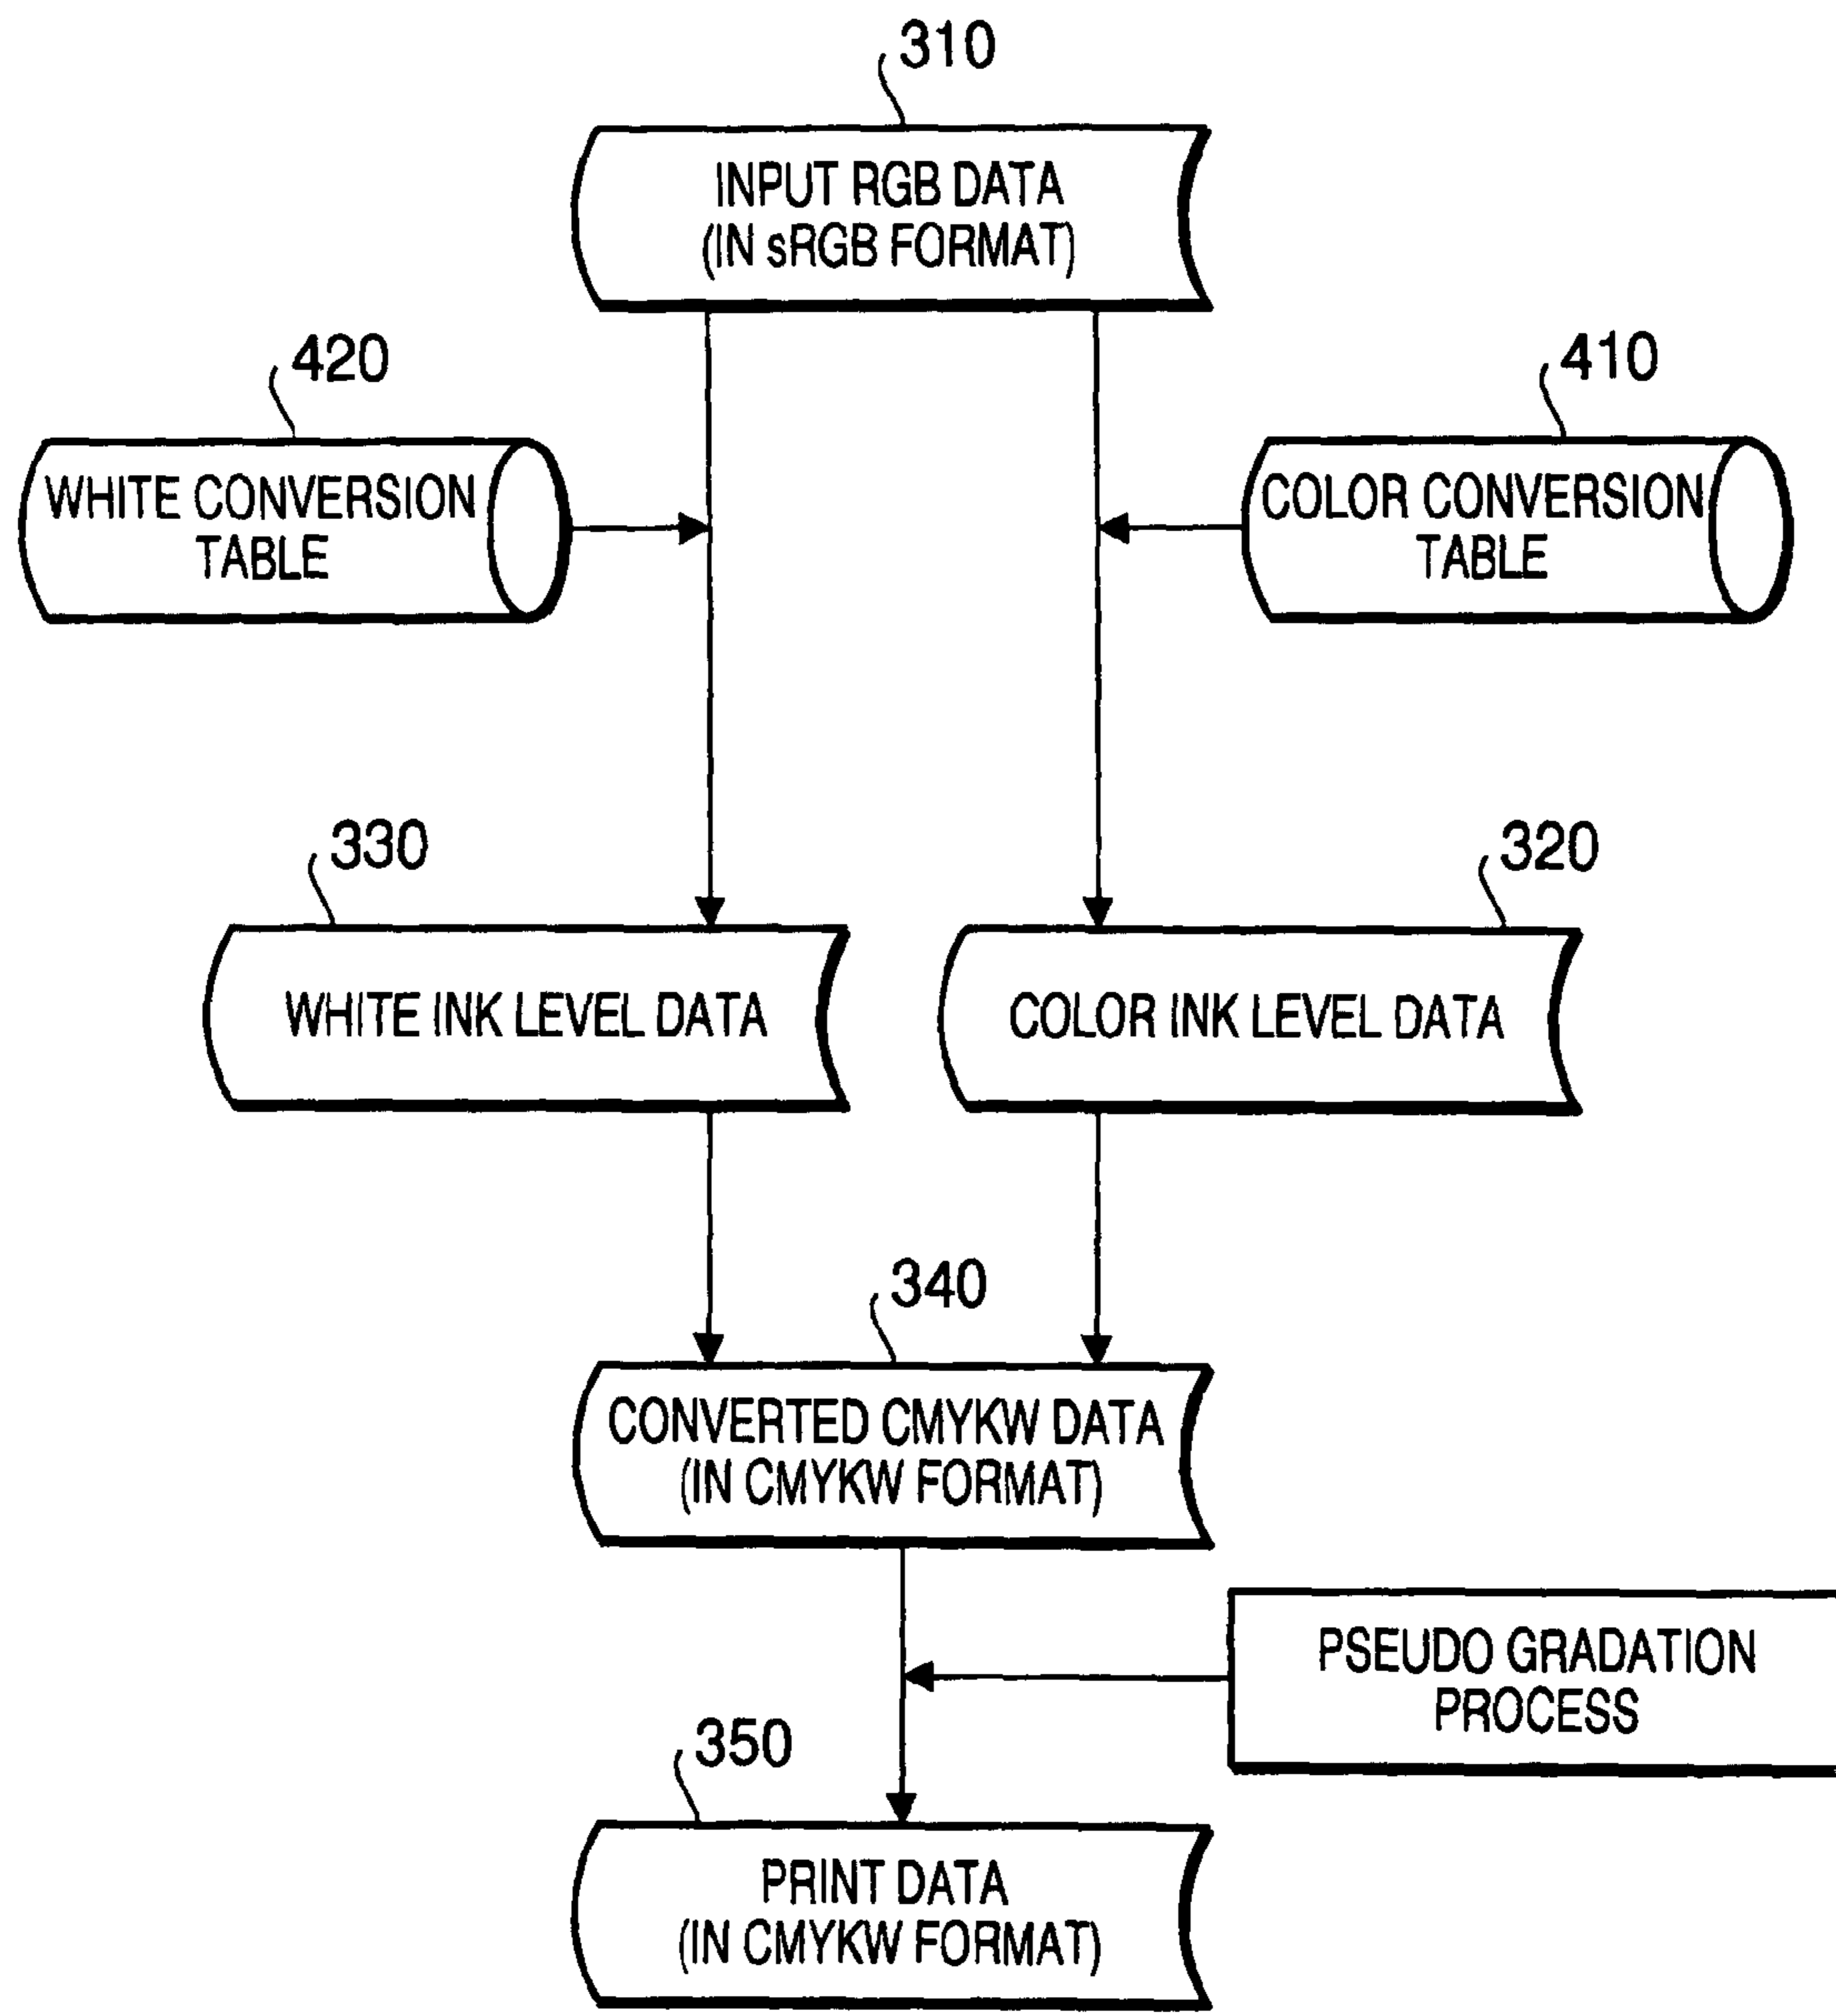 310
INPUT RGB DATA
(IN sRGB FORMAT)
420
410
WHITE CONVERSION
TABLE
COLOR CONVERSION
TABLE
330
320
WHITE INK LEVEL DATA
COLOR INK LEVEL DATA
340
CONVERTED CMYKW DATA
(IN CMYKW FORMAT)
PSEUDO GRADATION
PROCESS
350
PRINT DATA
(IN CMYKW FORMAT)